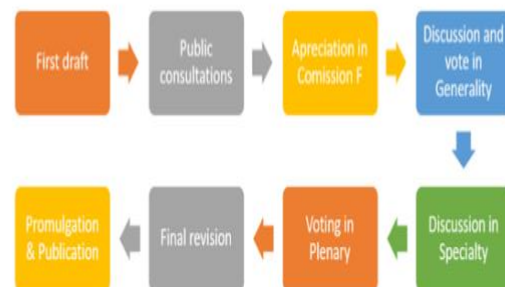 First draft
Public
consultations
Apreciation in
Comission F
Discussion and
vote in
Generality
Discussion in
Specialty
Voting in
Plenary
Final revision
Promulgation
& Publication